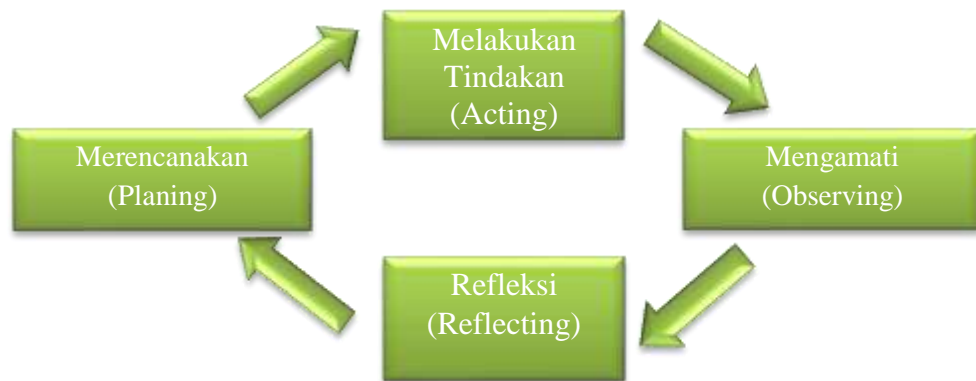 Melakukan
Tindakan
(Acting)
Merencanakan
(Planing)
Mengamati
(Observing)
Refleksi
(Reflecting)